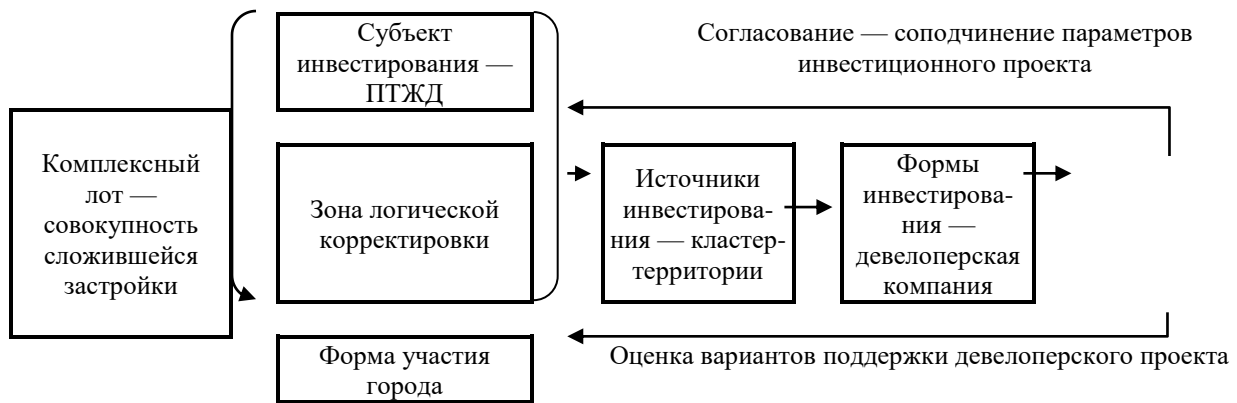 Комплексный
лот —
совокупность
сложившейся
застройки
Субъект
инвестирования —
ПТЖД
Зона логической
корректировки
Форма участия
города
Согласование — соподчинение параметров
инвестиционного проекта
Источники
инвестирова-
ния — кластер-
территории
Формы
инвестирова-
ния —
девелоперская
компания
Оценка вариантов поддержки девелоперского проекта